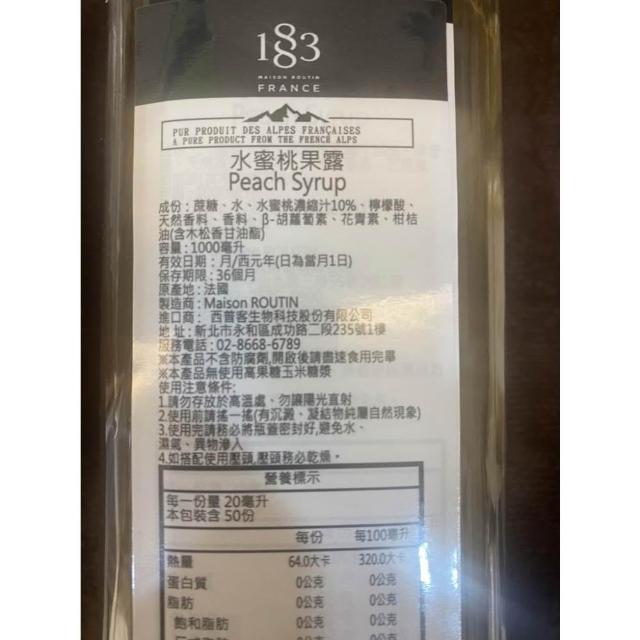 1883
MAISON ROUTIN
FRANCE
PUR PRODUIT DES ALPES FRANÇAISES
A PURE PRODUCT FROM THE FRENCH ALPS
水蜜桃果露
Peach Syrup
成份：蔗糖、水、水蜜桃濃縮汁10%、檸檬酸、
天然香料、香料、β-胡蘿蔔素、花青素、柑桔
油(含木松香甘油酯)
容量：1000毫升
有效日期：月/西元年(日為當月1日)
保存期限：36個月
原產地：法國
製造商：Maison ROUTIN
進口商：西普客生物科技股份有限公司
地 址：新北市永和區成功路二段235號1樓
服務電話：02-8668-6789
※本產品不含防腐劑,開啟後請盡速食用完畢
※本產品無使用高果糖玉米糖漿
使用注意條件:
1.請勿存放於高溫處、勿讓陽光直射
2.使用前請搖一搖(有沉澱、凝結物純屬自然現象)
3.使用完請務必將瓶蓋密封好,避免水、
濕氣、異物滲入
4.如搭配使用壓頭,壓頭務必乾燥。
營養標示
每一份量 20毫升
本包裝含 50份
每份 每100毫升
熱量 64.0大卡 320.0大卡
蛋白質 0公克 0公克
脂肪 0公克 0公克
飽和脂肪 0公克 0公克